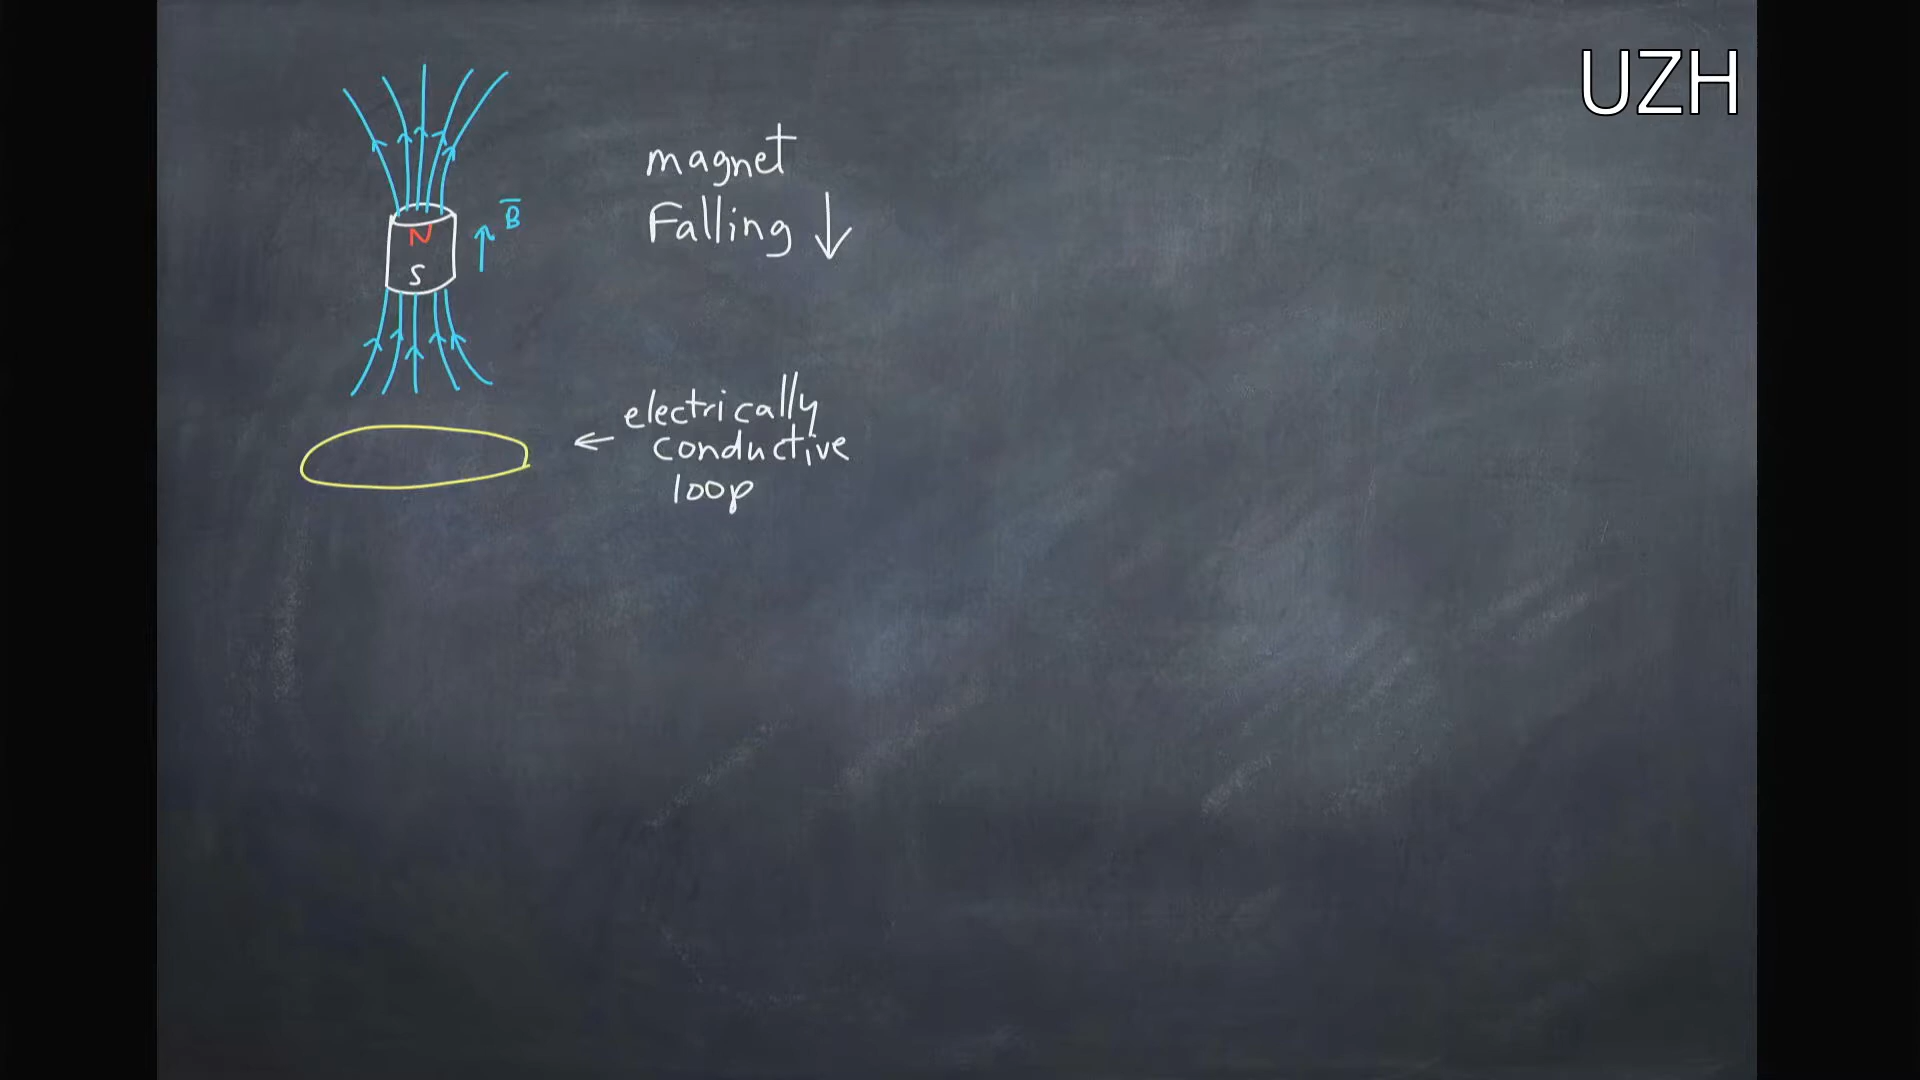 UZH
magnet
Falling ↓
N
S
B̅
← electrically
conductive
loop